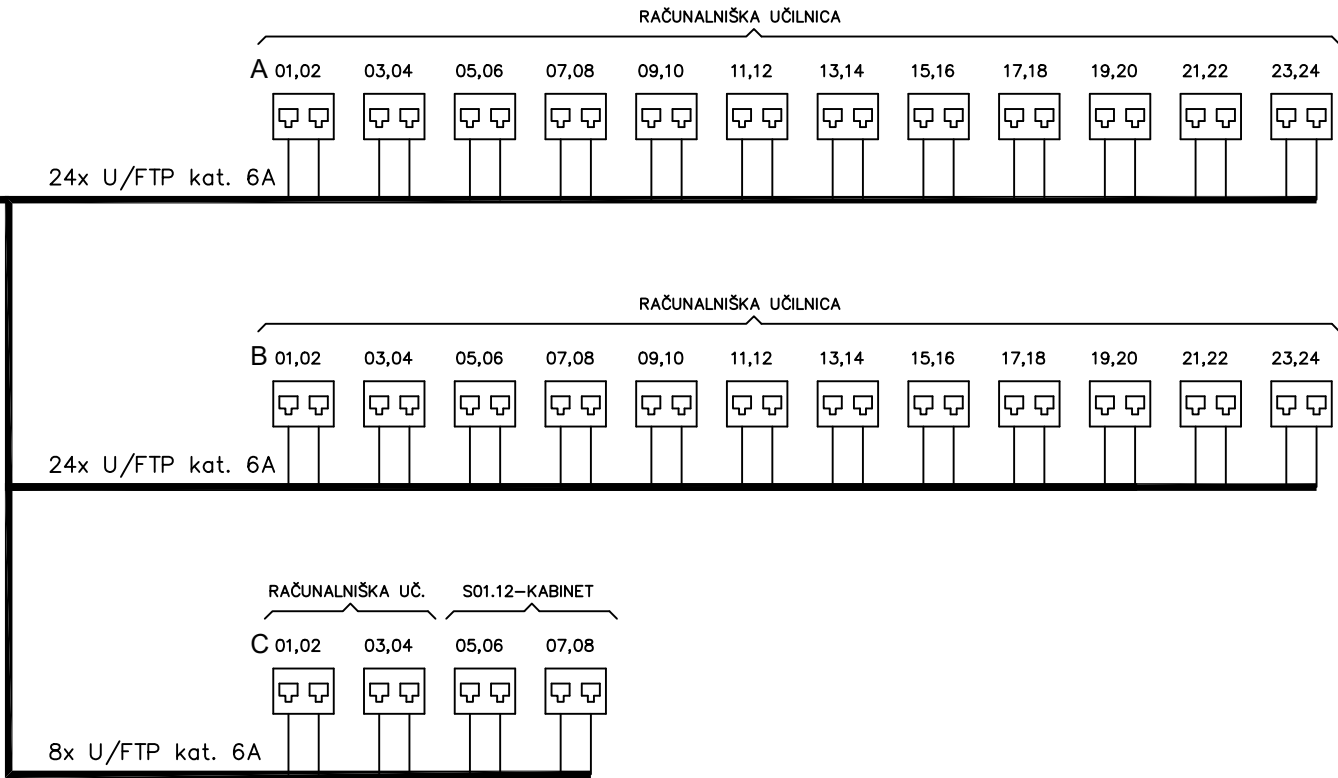 RAČUNALNIŠKA UČILNICA
A 01,02 03,04 05,06 07,08 09,10 11,12 13,14 15,16 17,18 19,20 21,22 23,24
24x U/FTP kat. 6A
RAČUNALNIŠKA UČILNICA
B 01,02 03,04 05,06 07,08 09,10 11,12 13,14 15,16 17,18 19,20 21,22 23,24
24x U/FTP kat. 6A
RAČUNALNIŠKA UČ. S01.12-KABINET
C 01,02 03,04 05,06 07,08
8x U/FTP kat. 6A